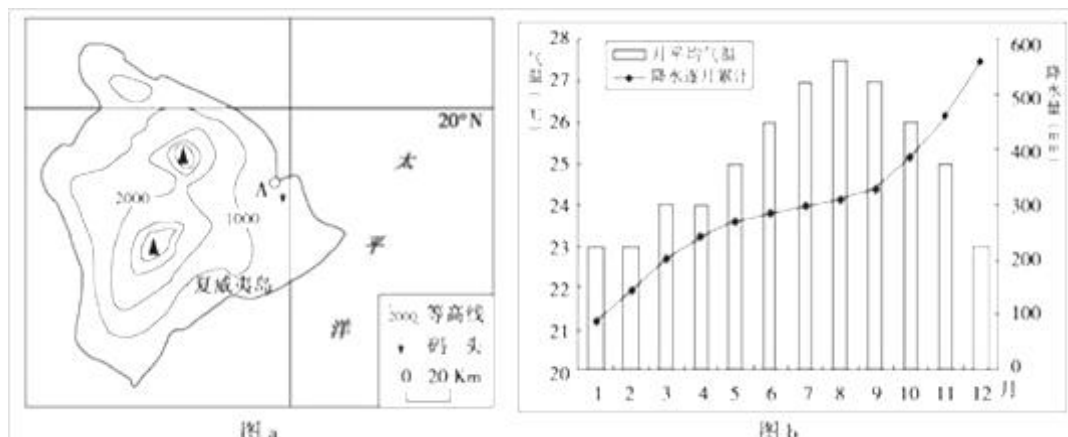 20°N
太
平
洋
A
2000
1000
夏威夷岛
2000 等高线
码 头
0 20 Km
图 a
气温(℃)
28
27
26
25
24
23
22
21
20
月平均气温
降水逐月累计
600
500
400
300
200
100
0
降水量(mm)
1 2 3 4 5 6 7 8 9 10 11 12 月
图 b